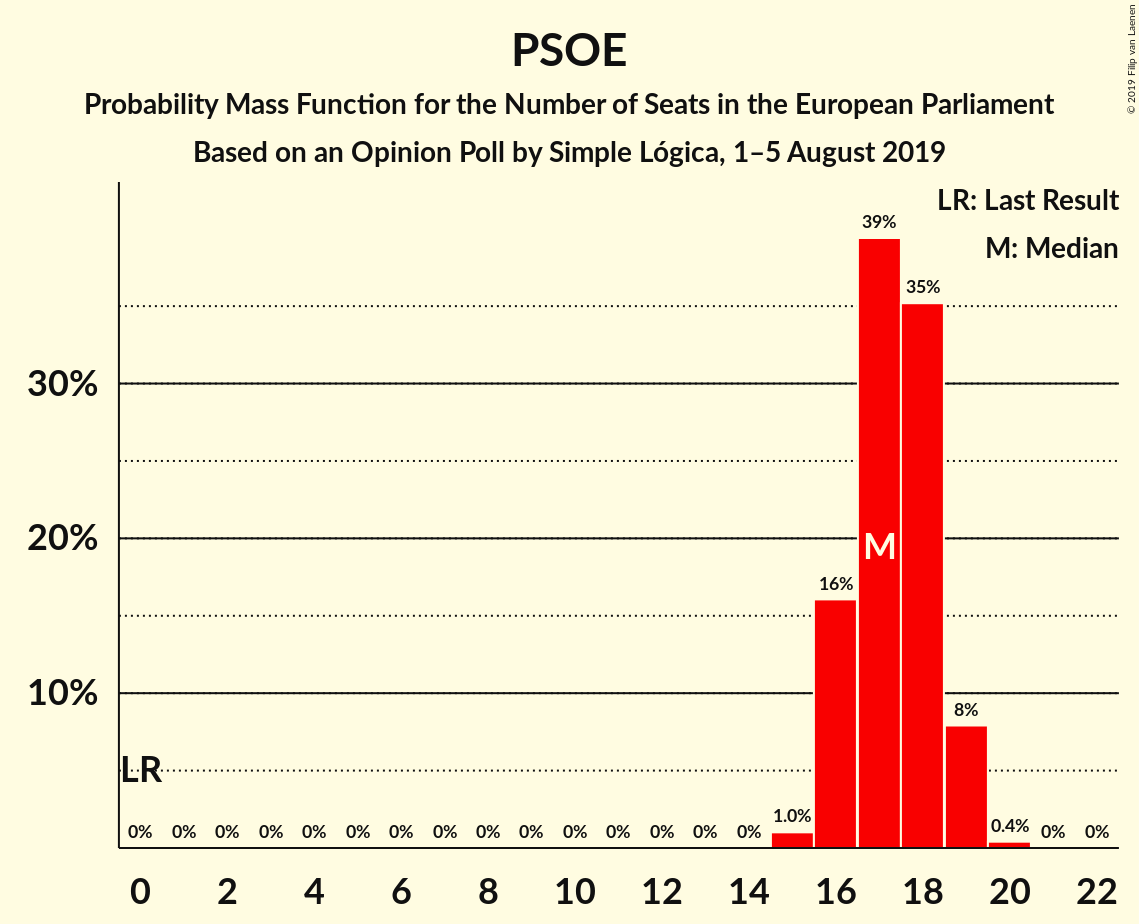 PSOE
Probability Mass Function for the Number of Seats in the European Parliament
Based on an Opinion Poll by Simple Lógica, 1–5 August 2019
© 2019 Filip van Laenen
LR: Last Result
M: Median
39%
35%
30%
20%
M
16%
10%
8%
LR
1.0%
0.4%
0% 0% 0% 0% 0% 0% 0% 0% 0% 0% 0% 0% 0% 0% 0% 0% 0%
0 2 4 6 8 10 12 14 16 18 20 22